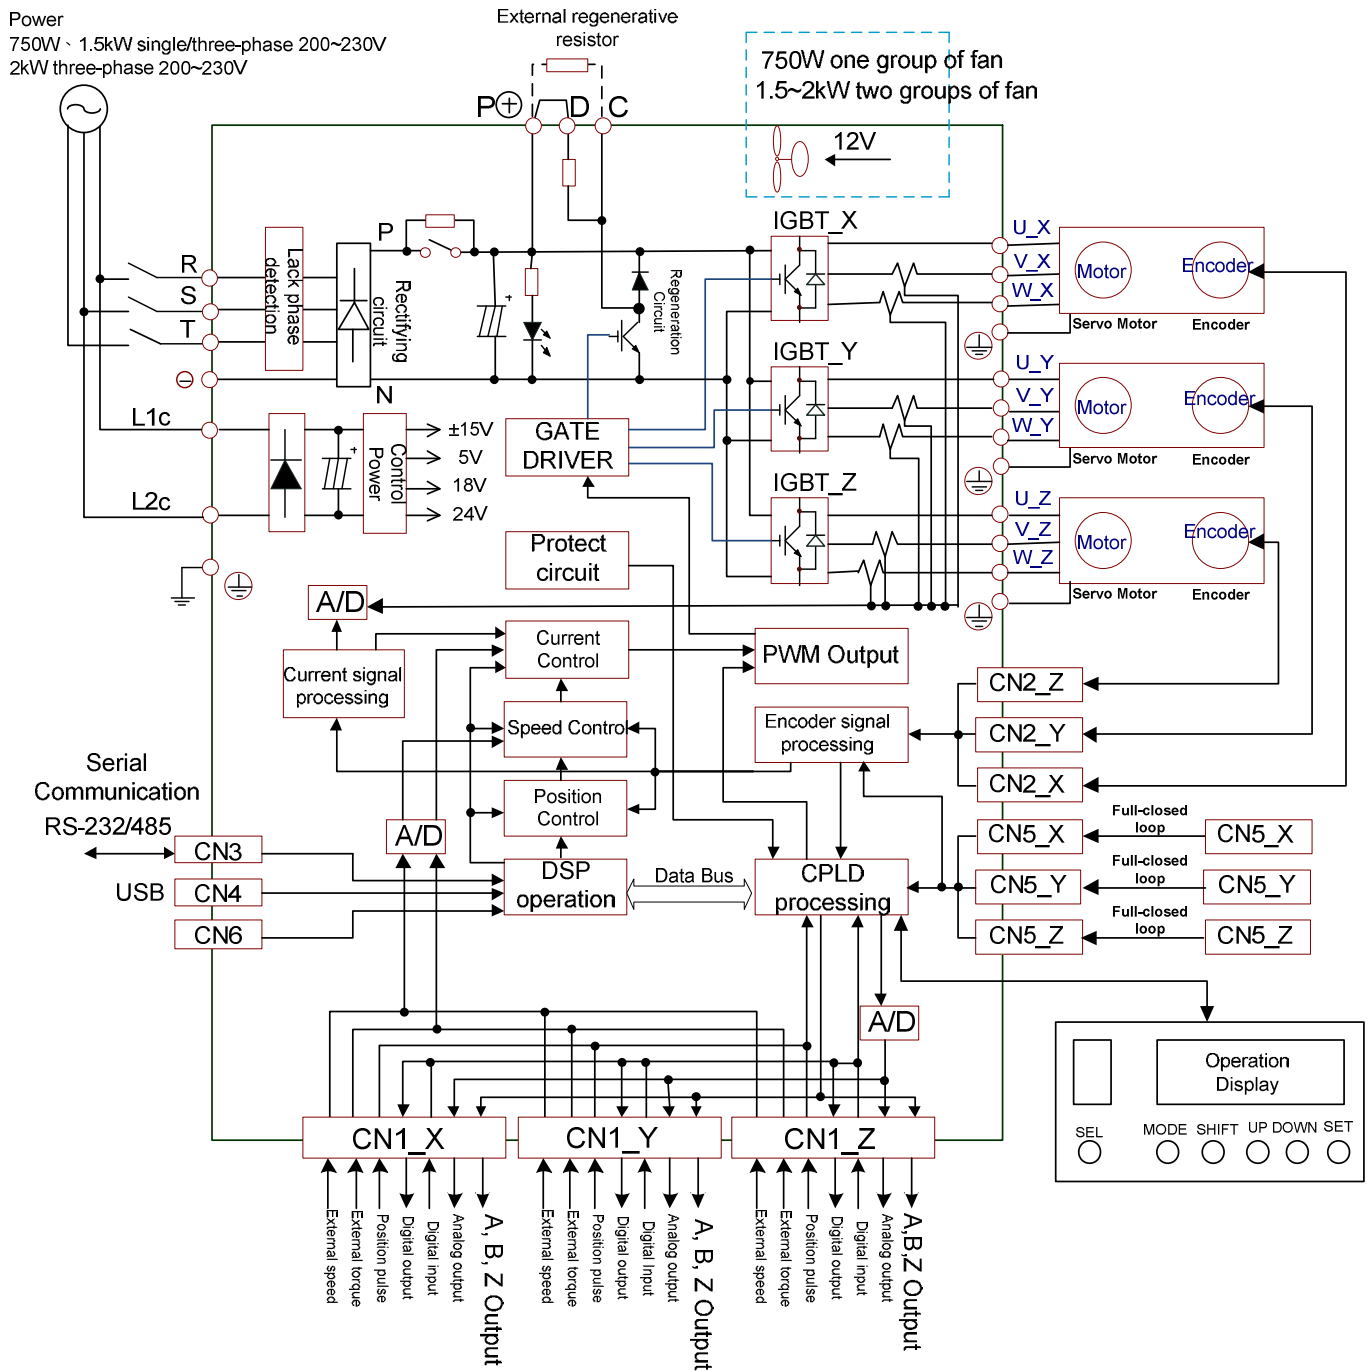 Power
750W、1.5kW single/three-phase 200~230V
2kW three-phase 200~230V
External regenerative
resistor
P⊕
D
C
750W one group of fan
1.5~2kW two groups of fan
12V
R
S
T
⊖
Lack phase
detection
P
N
Rectifying
circuit
+
Regeneration
Circuit
IGBT_X
IGBT_Y
IGBT_Z
U_X
V_X
W_X
Motor
Encoder
Servo Motor
Encoder
U_Y
V_Y
W_Y
Motor
Encoder
Servo Motor
Encoder
U_Z
V_Z
W_Z
Motor
Encoder
Servo Motor
Encoder
L1c
L2c
+
Control
Power
±15V
5V
18V
24V
GATE
DRIVER
Protect
circuit
A/D
Current signal
processing
Current
Control
Speed Control
Position
Control
DSP
operation
A/D
PWM Output
Encoder signal
processing
CPLD
processing
Data Bus
A/D
CN2_Z
CN2_Y
CN2_X
CN5_X
Full-closed
loop
CN5_X
CN5_Y
Full-closed
loop
CN5_Y
CN5_Z
Full-closed
loop
CN5_Z
Serial
Communication
RS-232/485
CN3
USB
CN4
CN6
Operation
Display
SEL
MODE
SHIFT
UP
DOWN
SET
CN1_X
CN1_Y
CN1_Z
External speed
External torque
Position pulse
Digital output
Digital input
Analog output
A, B, Z Output
External speed
External torque
Position pulse
Digital output
Digital Input
Analog output
A, B, Z Output
External speed
External torque
Position pulse
Digital output
Digital input
Analog output
A,B,Z Output